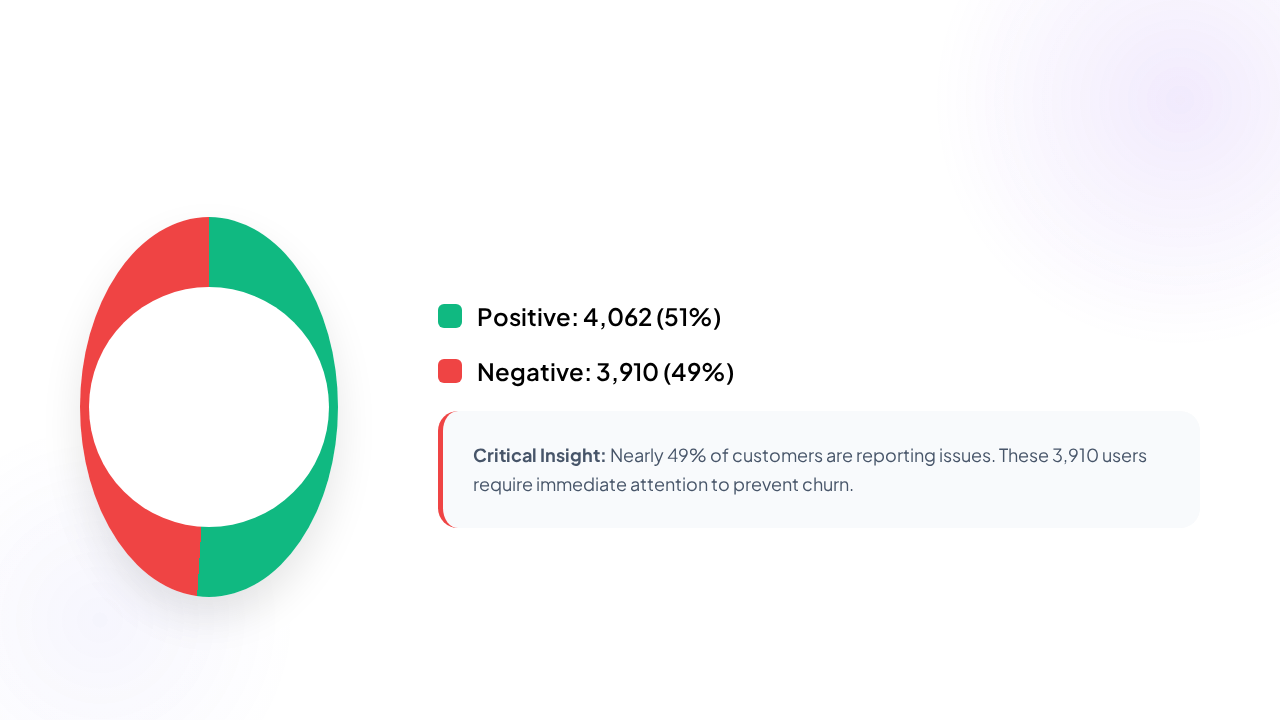 Positive: 4,062 (51%)
Negative: 3,910 (49%)
Critical Insight: Nearly 49% of customers are reporting issues. These 3,910 users
require immediate attention to prevent churn.